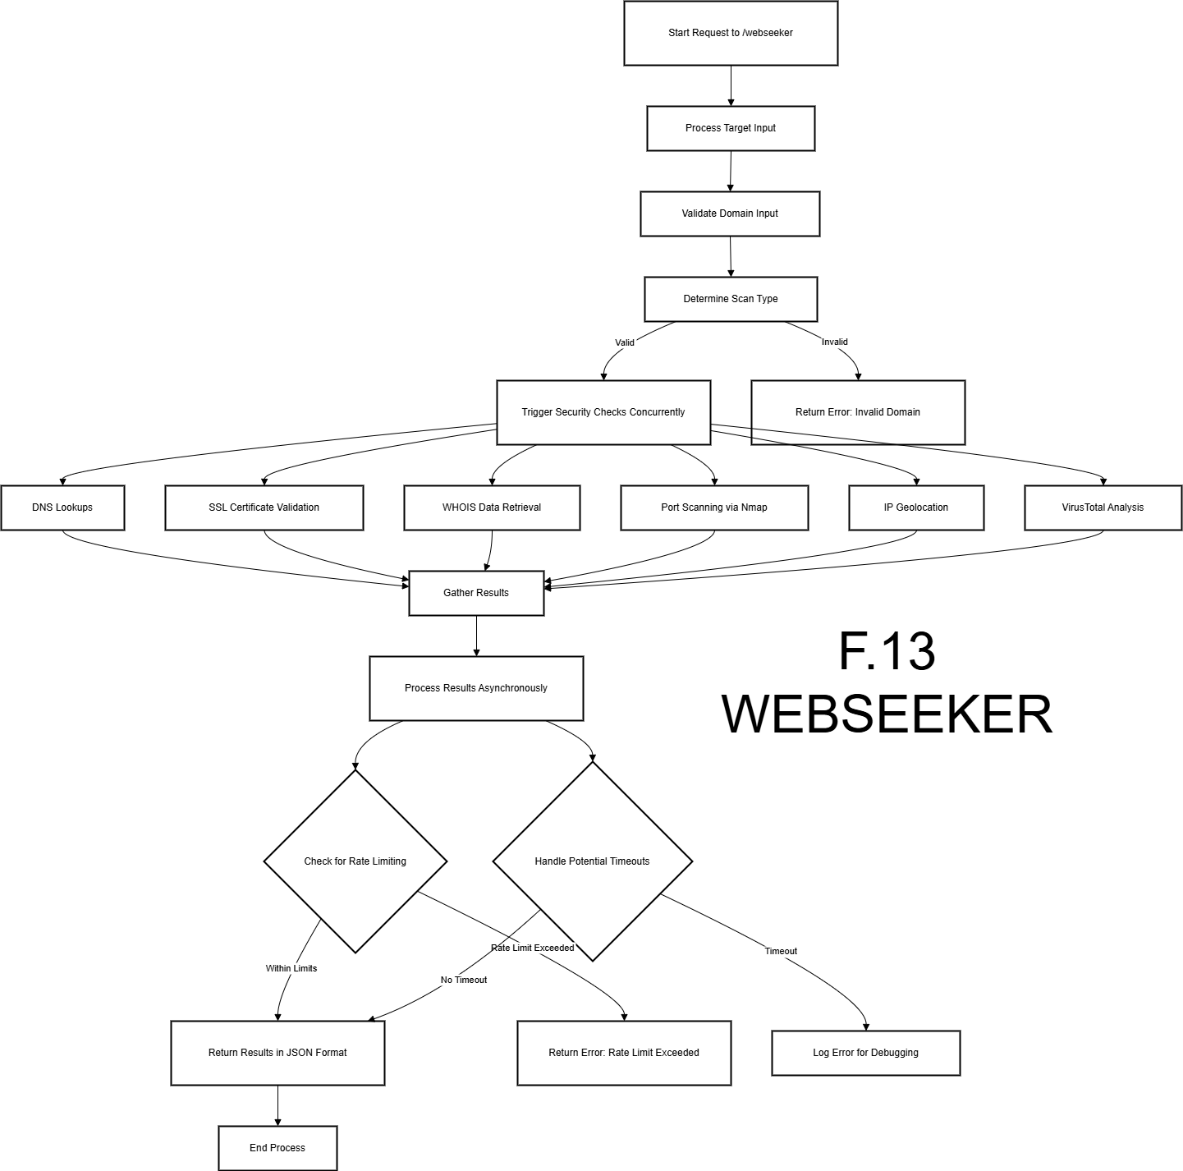 Start Request to /webseeker
Process Target Input
Validate Domain Input
Determine Scan Type
Valid
Invalid
Trigger Security Checks Concurrently
Return Error: Invalid Domain
DNS Lookups
SSL Certificate Validation
WHOIS Data Retrieval
Port Scanning via Nmap
IP Geolocation
VirusTotal Analysis
Gather Results
F.13
WEBSEEKER
Process Results Asynchronously
Check for Rate Limiting
Handle Potential Timeouts
Within Limits
Rate Limit Exceeded
No Timeout
Timeout
Return Results in JSON Format
Return Error: Rate Limit Exceeded
Log Error for Debugging
End Process